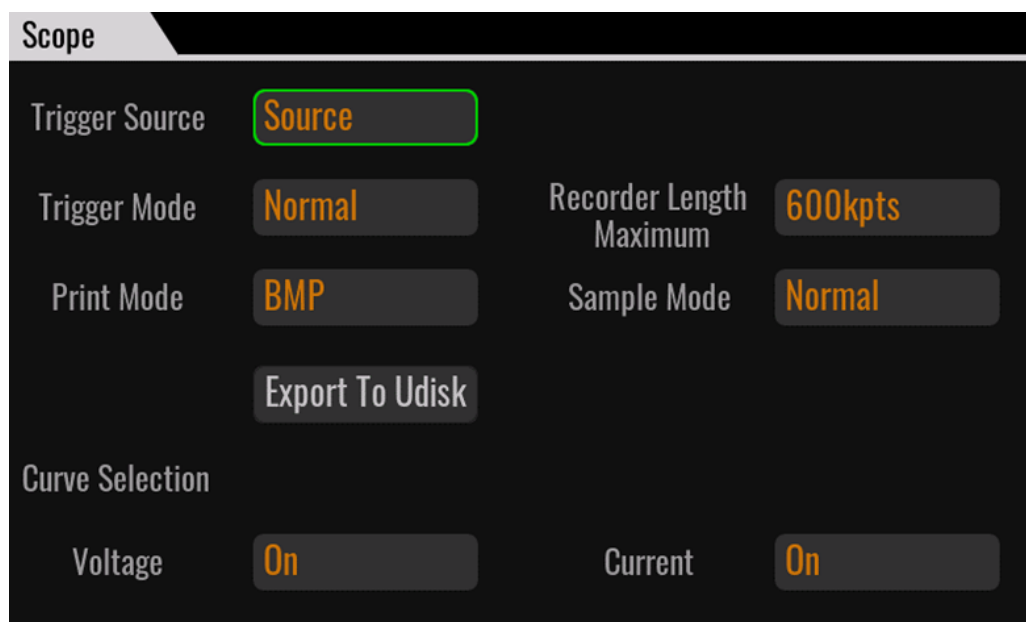 Scope
Trigger Source Source
Trigger Mode Normal
Recorder Length
Maximum
600kpts
Print Mode BMP
Sample Mode Normal
Export To Udisk
Curve Selection
Voltage On
Current On